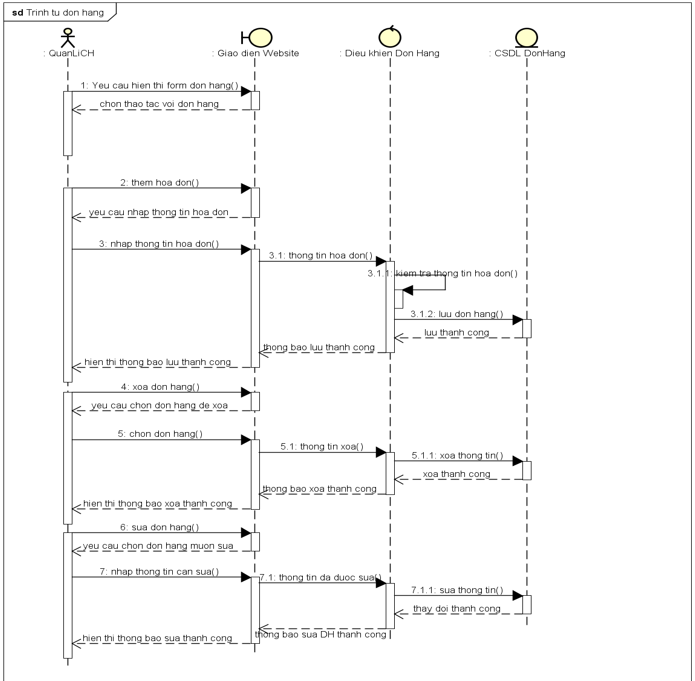 sd Trinh tu don hang
: QuanLiCH
: Giao dien Website
: Dieu khien Don Hang
: CSDL DonHang
1: Yeu cau hien thi form don hang()
chon thao tac voi don hang
2: them hoa don()
yeu cau nhap thong tin hoa don
3: nhap thong tin hoa don()
3.1: thong tin hoa don()
3.1.1: kiem tra thong tin hoa don()
3.1.2: luu don hang()
luu thanh cong
thong bao luu thanh cong
hien thi thong bao luu thanh cong
4: xoa don hang()
yeu cau chon don hang de xoa
5: chon don hang()
5.1: thong tin xoa()
5.1.1: xoa thong tin()
xoa thanh cong
thong bao xoa thanh cong
hien thi thong bao xoa thanh cong
6: sua don hang()
yeu cau chon don hang muon sua
7: nhap thong tin can sua()
7.1: thong tin da duoc sua()
7.1.1: sua thong tin()
thay doi thanh cong
thong bao sua DH thanh cong
hien thi thong bao sua thanh cong